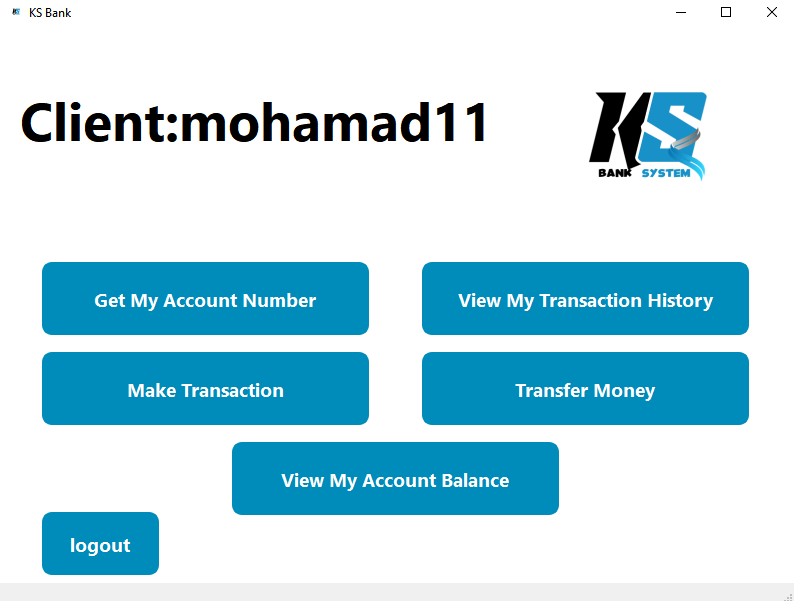 KS Bank
Client:mohamad11
KS
BANK SYSTEM
Get My Account Number
View My Transaction History
Make Transaction
Transfer Money
View My Account Balance
logout